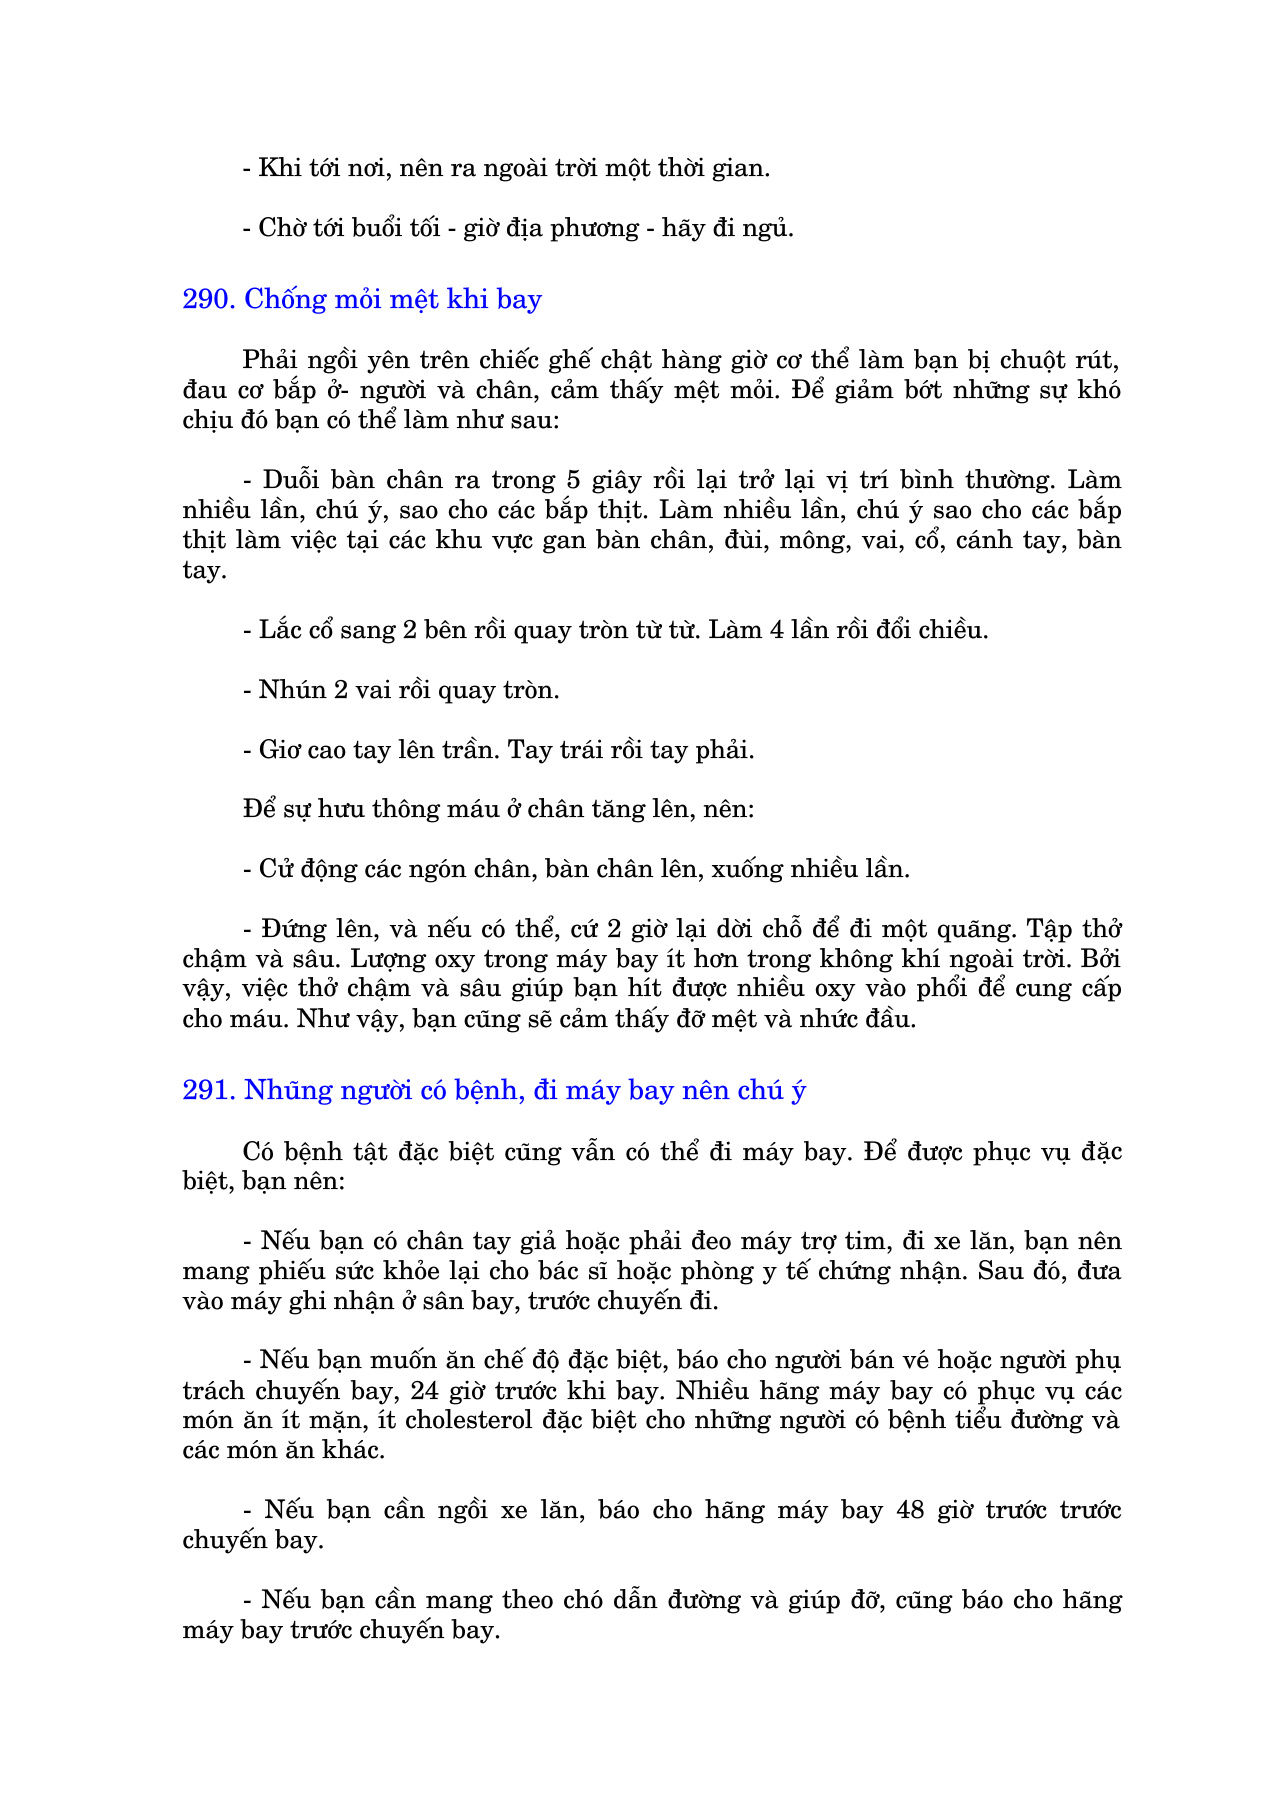 - Khi tới nơi, nên ra ngoài trời một thời gian.
- Chờ tới buổi tối - giờ địa phương - hãy đi ngủ.
290. Chống mỏi mệt khi bay
Phải ngồi yên trên chiếc ghế chật hàng giờ cơ thể làm bạn bị chuột rút,
đau cơ bắp ở- người và chân, cảm thấy mệt mỏi. Để giảm bớt những sự khó
chịu đó bạn có thể làm như sau:
- Duỗi bàn chân ra trong 5 giây rồi lại trở lại vị trí bình thường. Làm
nhiều lần, chú ý, sao cho các bắp thịt. Làm nhiều lần, chú ý sao cho các bắp
thịt làm việc tại các khu vực gan bàn chân, đùi, mông, vai, cổ, cánh tay, bàn
tay.
- Lắc cổ sang 2 bên rồi quay tròn từ từ. Làm 4 lần rồi đổi chiều.
- Nhún 2 vai rồi quay tròn.
- Giơ cao tay lên trần. Tay trái rồi tay phải.
Để sự hưu thông máu ở chân tăng lên, nên:
- Cử động các ngón chân, bàn chân lên, xuống nhiều lần.
- Đứng lên, và nếu có thể, cứ 2 giờ lại dời chỗ để đi một quãng. Tập thở
chậm và sâu. Lượng oxy trong máy bay ít hơn trong không khí ngoài trời. Bởi
vậy, việc thở chậm và sâu giúp bạn hít được nhiều oxy vào phổi để cung cấp
cho máu. Như vậy, bạn cũng sẽ cảm thấy đỡ mệt và nhức đầu.
291. Nhũng người có bệnh, đi máy bay nên chú ý
Có bệnh tật đặc biệt cũng vẫn có thể đi máy bay. Để được phục vụ đặc
biệt, bạn nên:
- Nếu bạn có chân tay giả hoặc phải đeo máy trợ tim, đi xe lăn, bạn nên
mang phiếu sức khỏe lại cho bác sĩ hoặc phòng y tế chứng nhận. Sau đó, đưa
vào máy ghi nhận ở sân bay, trước chuyến đi.
- Nếu bạn muốn ăn chế độ đặc biệt, báo cho người bán vé hoặc người phụ
trách chuyến bay, 24 giờ trước khi bay. Nhiều hãng máy bay có phục vụ các
món ăn ít mặn, ít cholesterol đặc biệt cho những người có bệnh tiểu đường và
các món ăn khác.
- Nếu bạn cần ngồi xe lăn, báo cho hãng máy bay 48 giờ trước trước
chuyến bay.
- Nếu bạn cần mang theo chó dẫn đường và giúp đỡ, cũng báo cho hãng
máy bay trước chuyến bay.